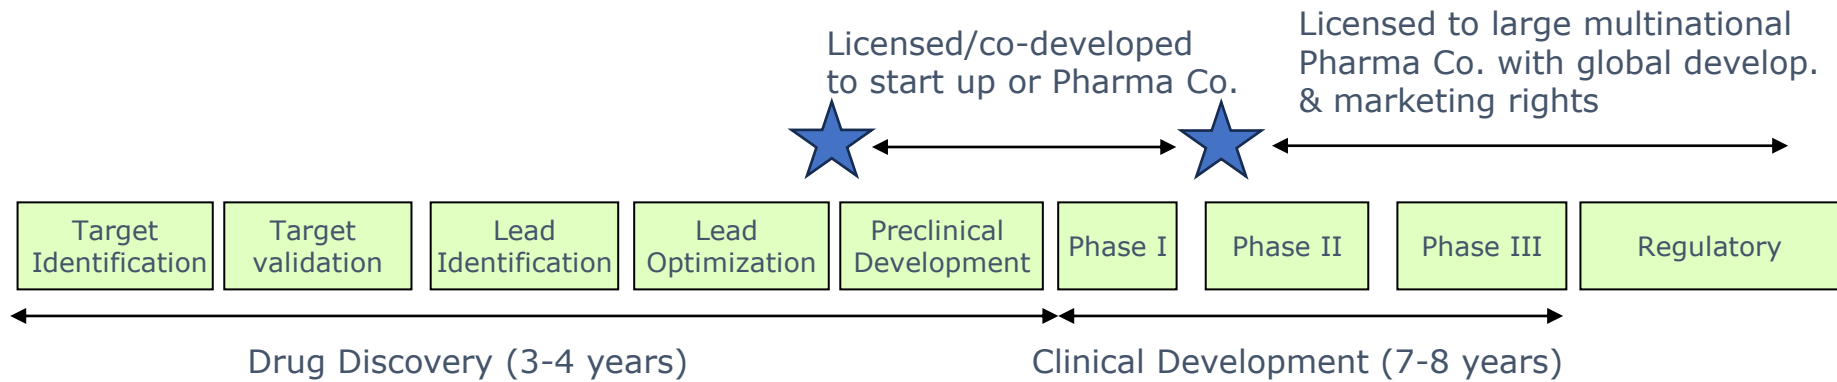 Licensed/co-developed
to start up or Pharma Co.
Licensed to large multinational
Pharma Co. with global develop.
& marketing rights
Target
Identification
Target
validation
Lead
Identification
Lead
Optimization
Preclinical
Development
Phase I
Phase II
Phase III
Regulatory
Drug Discovery (3-4 years)
Clinical Development (7-8 years)